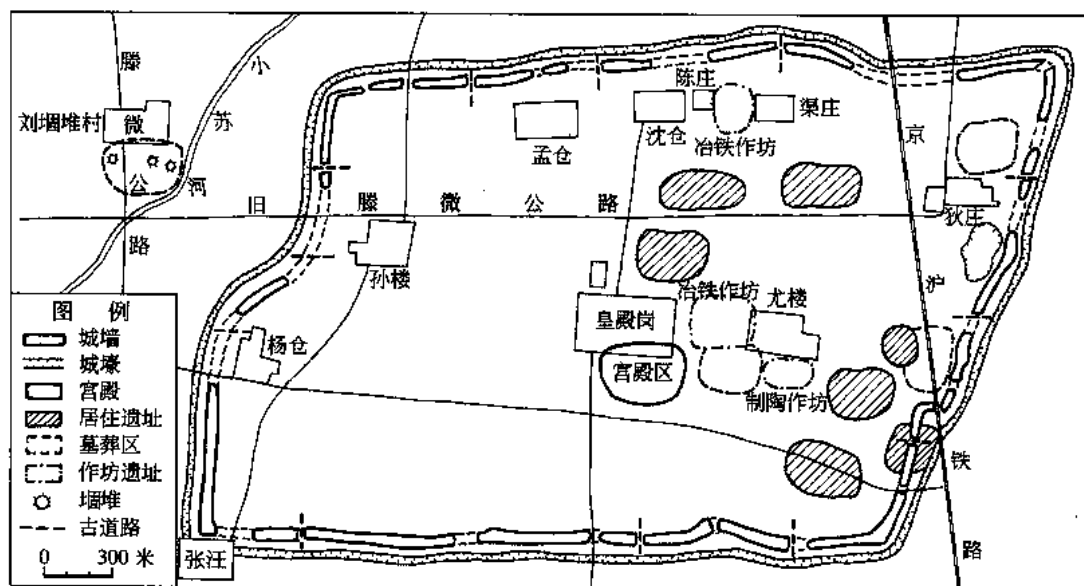 滕微公路
小苏河
刘堌堆村
旧滕微公路
京沪铁路
陈庄
渠庄
孟仓
沈仓
冶铁作坊
狄庄
孙楼
冶铁作坊
尤楼
皇殿岗
宫殿区
制陶作坊
杨仓
张汪
图 例
城墙
城壕
宫殿
居住遗址
墓葬区
作坊遗址
堌堆
古道路
0 300 米